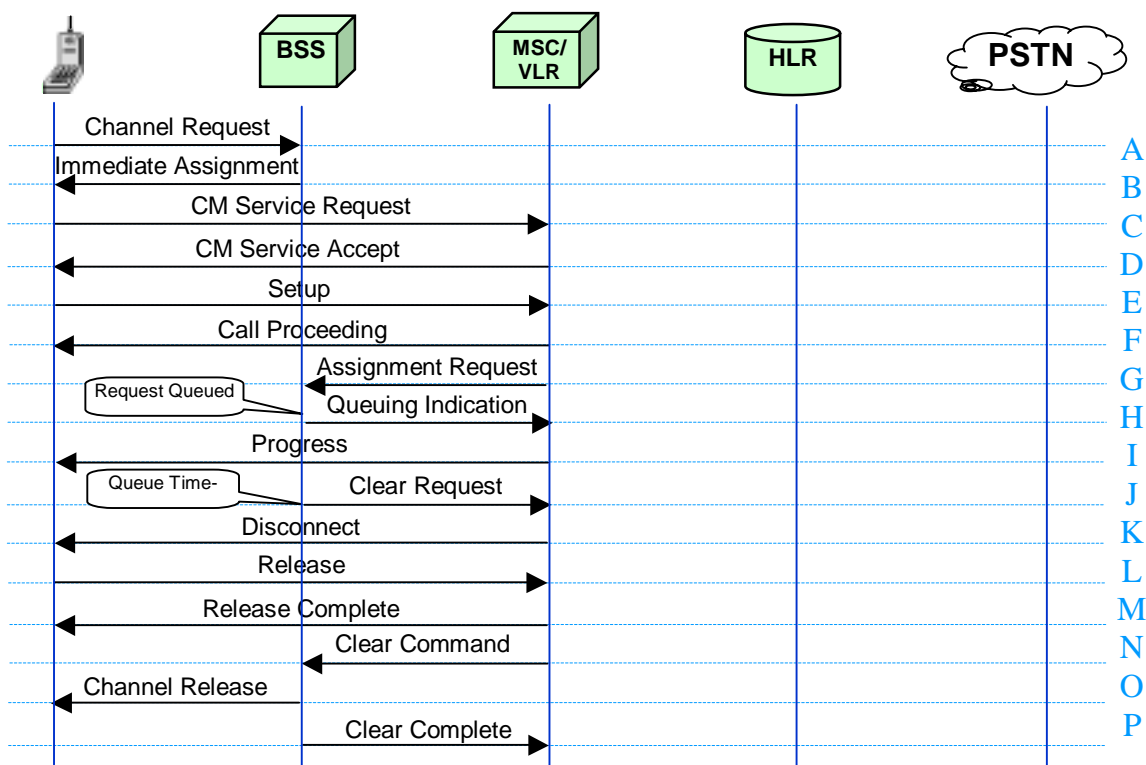 BSS
MSC/
VLR
HLR
PSTN
Channel Request
A
Immediate Assignment
B
CM Service Request
C
CM Service Accept
D
Setup
E
Call Proceeding
F
Assignment Request
G
Request Queued
Queuing Indication
H
Progress
I
Queue Time-
Clear Request
J
Disconnect
K
Release
L
Release Complete
M
Clear Command
N
Channel Release
O
Clear Complete
P